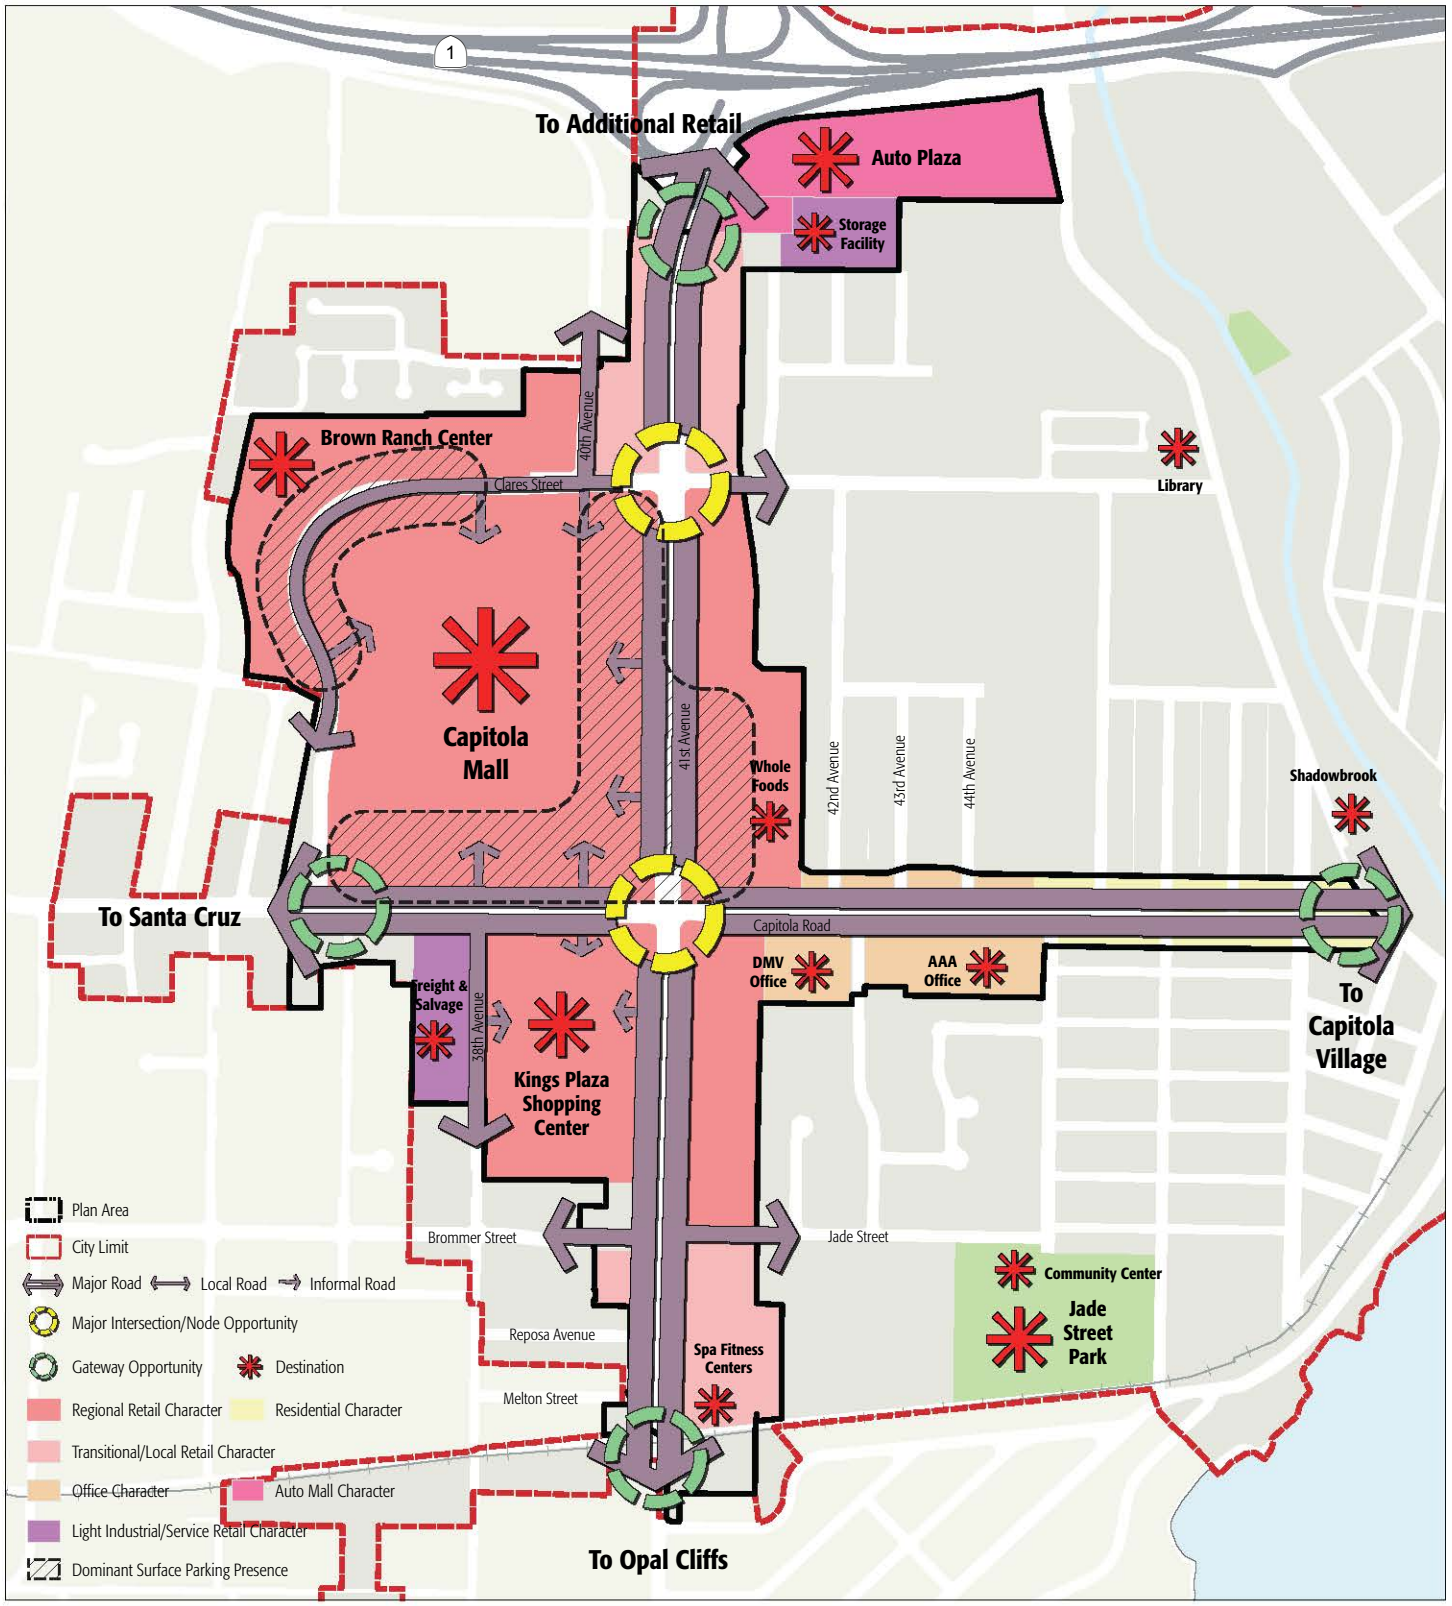 1
To Additional Retail
Auto Plaza
Storage
Facility
40th Avenue
Brown Ranch Center
Clares Street
Library
Capitola
Mall
41st Avenue
Whole
Foods
42nd Avenue
43rd Avenue
44th Avenue
Shadowbrook
To Santa Cruz
Capitola Road
DMV
Office
AAA
Office
To
Capitola
Village
Freight &
Salvage
38th Avenue
Kings Plaza
Shopping
Center
Brommer Street
Jade Street
Community Center
Jade
Street
Park
Reposa Avenue
Spa Fitness
Centers
Melton Street
To Opal Cliffs
Plan Area
City Limit
Major Road
Local Road
Informal Road
Major Intersection/Node Opportunity
Gateway Opportunity
Destination
Regional Retail Character
Residential Character
Transitional/Local Retail Character
Office Character
Auto Mall Character
Light Industrial/Service Retail Character
Dominant Surface Parking Presence